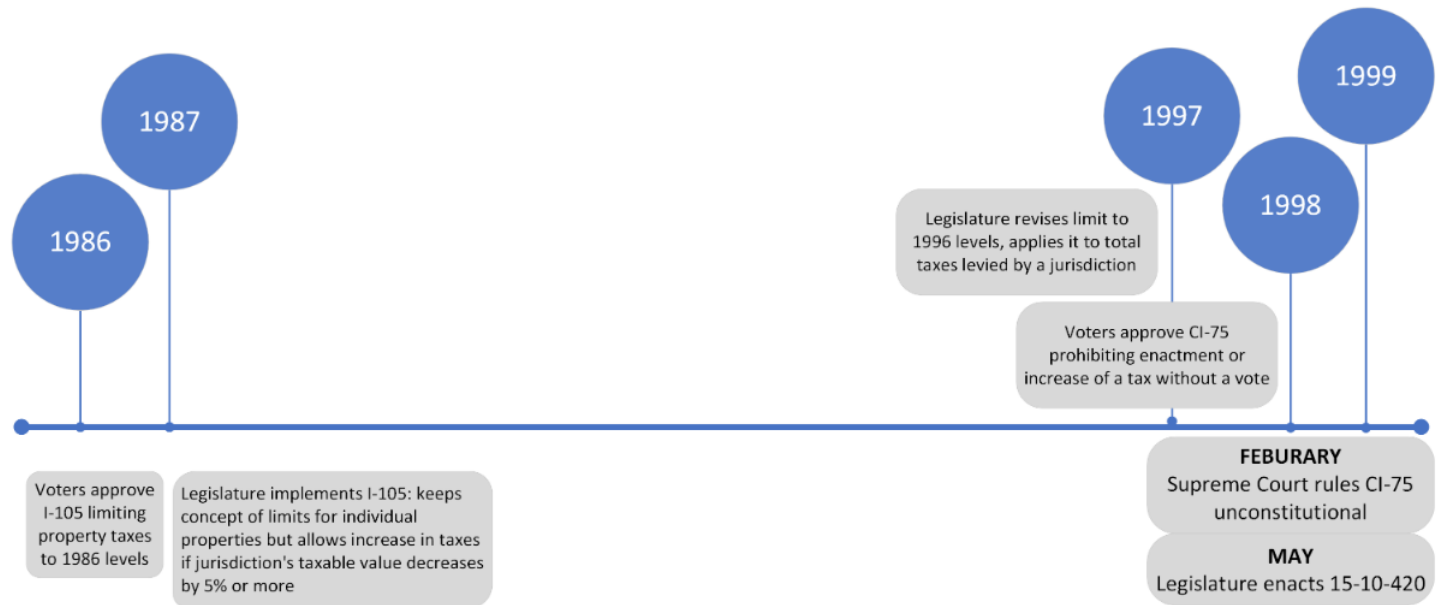 1986
1987
1997
1998
1999
Legislature revises limit to
1996 levels, applies it to total
taxes levied by a jurisdiction
Voters approve CI-75
prohibiting enactment or
increase of a tax without a vote
Voters approve
I-105 limiting
property taxes
to 1986 levels
Legislature implements I-105: keeps
concept of limits for individual
properties but allows increase in taxes
if jurisdiction's taxable value decreases
by 5% or more
FEBURARY
Supreme Court rules CI-75
unconstitutional
MAY
Legislature enacts 15-10-420